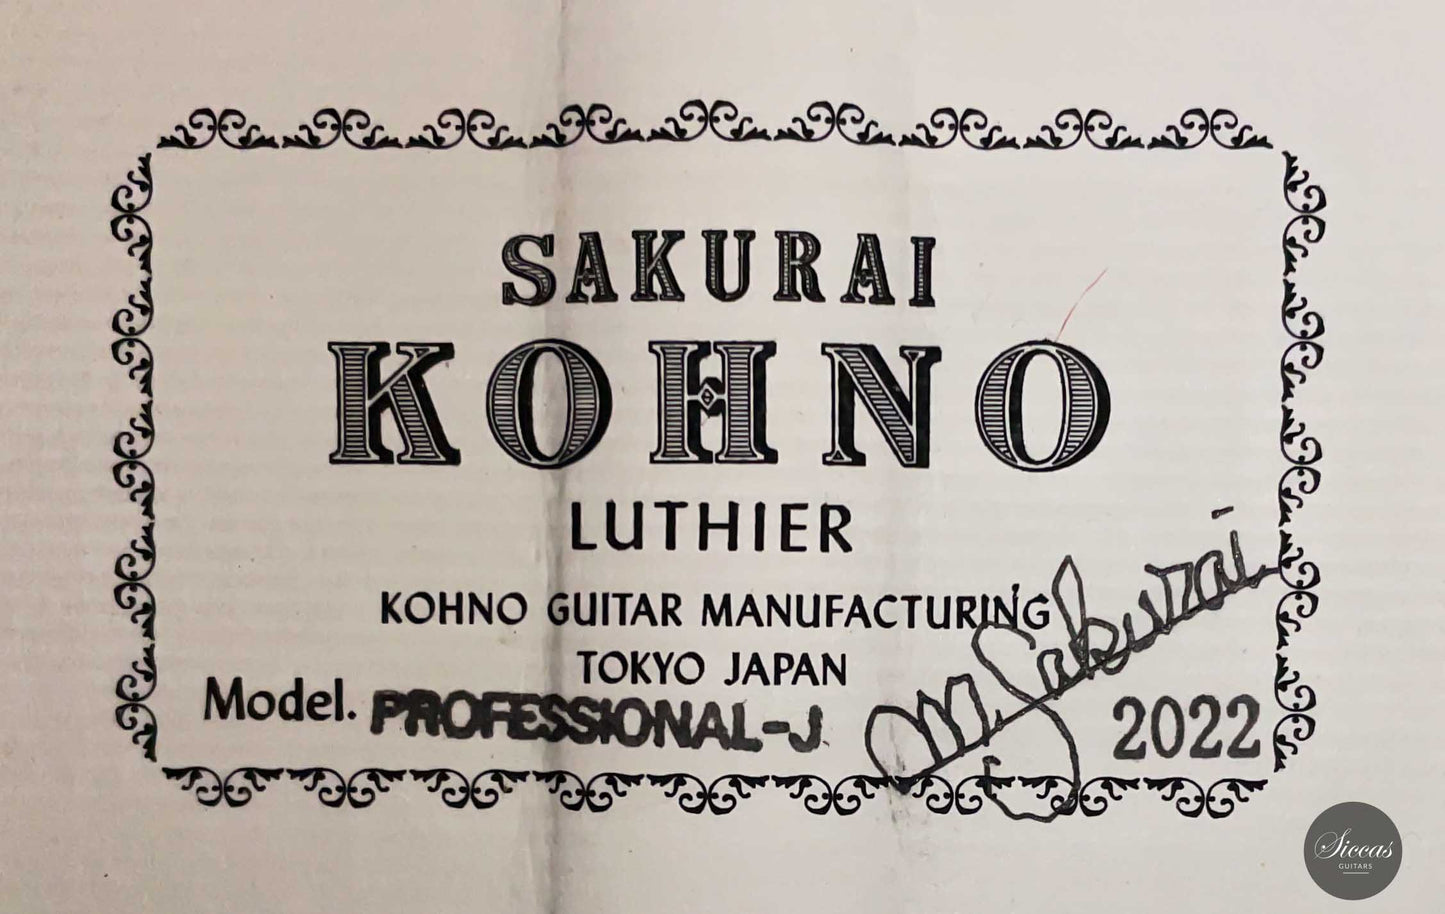 SAKURAI
KOHNO
LUTHIER
KOHNO GUITAR MANUFACTURING
TOKYO JAPAN
Model. PROFESSIONAL-J
M. Sakurai
2022
Siccas
GUITARS